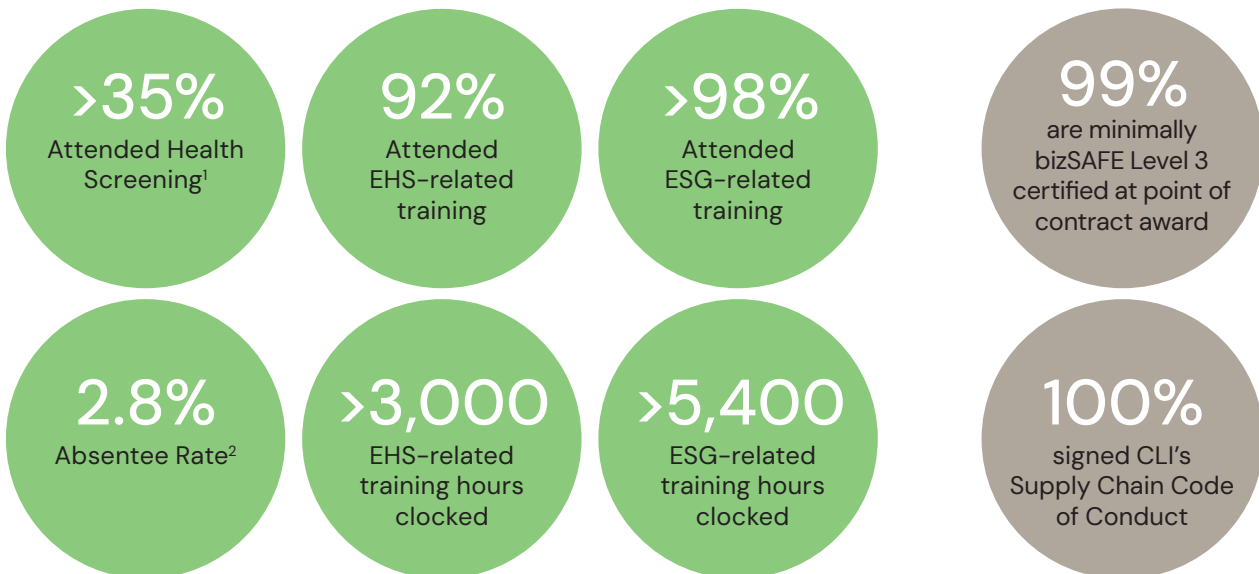 >35%
Attended Health
Screening¹
92%
Attended
EHS-related
training
>98%
Attended
ESG-related
training
99%
are minimally
bizSAFE Level 3
certified at point of
contract award
2.8%
Absentee Rate²
>3,000
EHS-related
training hours
clocked
>5,400
ESG-related
training hours
clocked
100%
signed CLI’s
Supply Chain Code
of Conduct